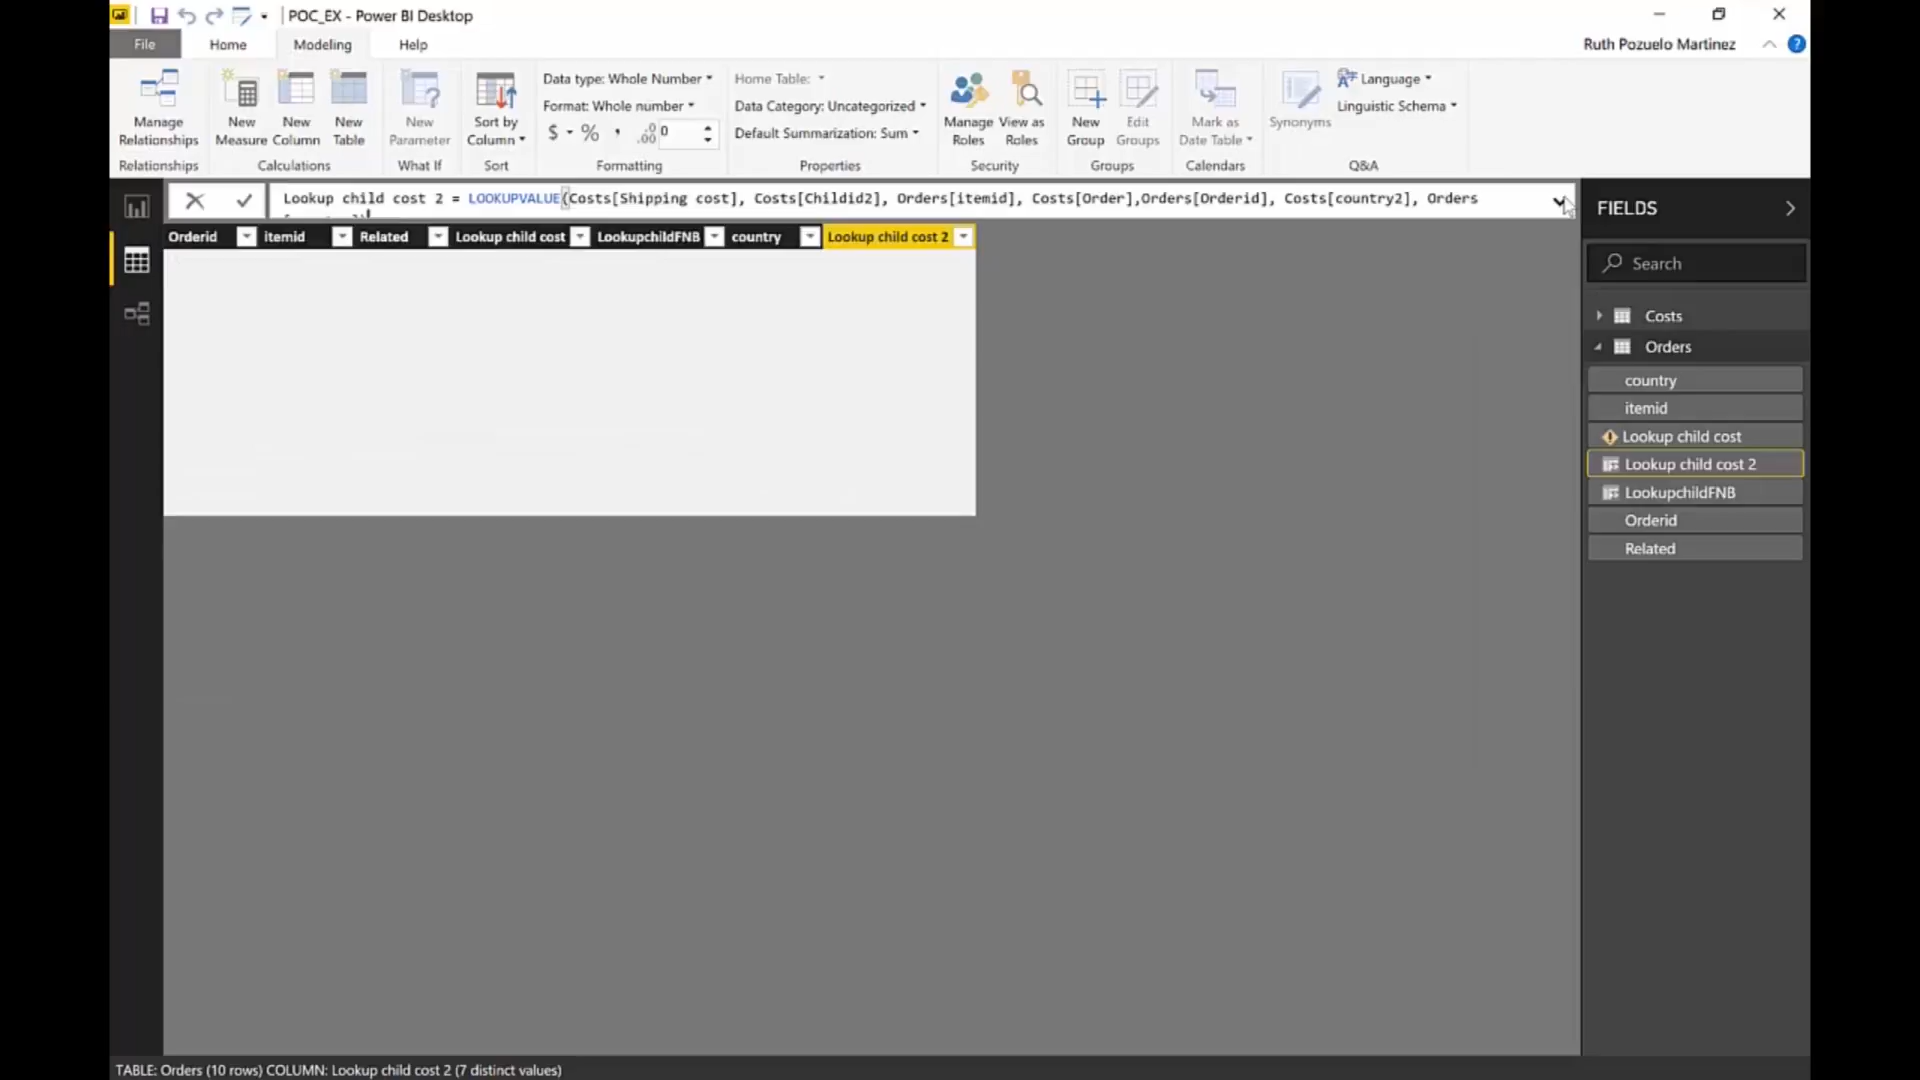 POC_EX - Power BI Desktop
File Home Modeling Help
Ruth Pozuelo Martinez
?
Manage Relationships
New Measure
New Column
New Table
New Parameter
Sort by Column
Data type: Whole Number
Format: Whole number
$ % , .00 0
Home Table:
Data Category: Uncategorized
Default Summarization: Sum
Manage Roles
View as Roles
New Group
Edit Groups
Mark as Date Table
Synonyms
Language
Linguistic Schema
Relationships Calculations What If Sort Formatting Properties Security Groups Calendars Q&A
Lookup child cost 2 = LOOKUPVALUE(Costs[Shipping cost], Costs[Childid2], Orders[itemid], Costs[Order],Orders[Orderid], Costs[country2], Orders
Orderid itemid Related Lookup child cost LookupchildFNB country Lookup child cost 2
FIELDS
Search
Costs
Orders
country
itemid
Lookup child cost
Lookup child cost 2
LookupchildFNB
Orderid
Related
TABLE: Orders (10 rows) COLUMN: Lookup child cost 2 (7 distinct values)